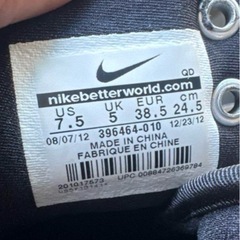 QD
nikebetterworld.com
US UK EUR cm
7.5 5 38.5 24.5
08/07/12 396464-010 12/23/12
MADE IN CHINA
FABRIQUE EN CHINE